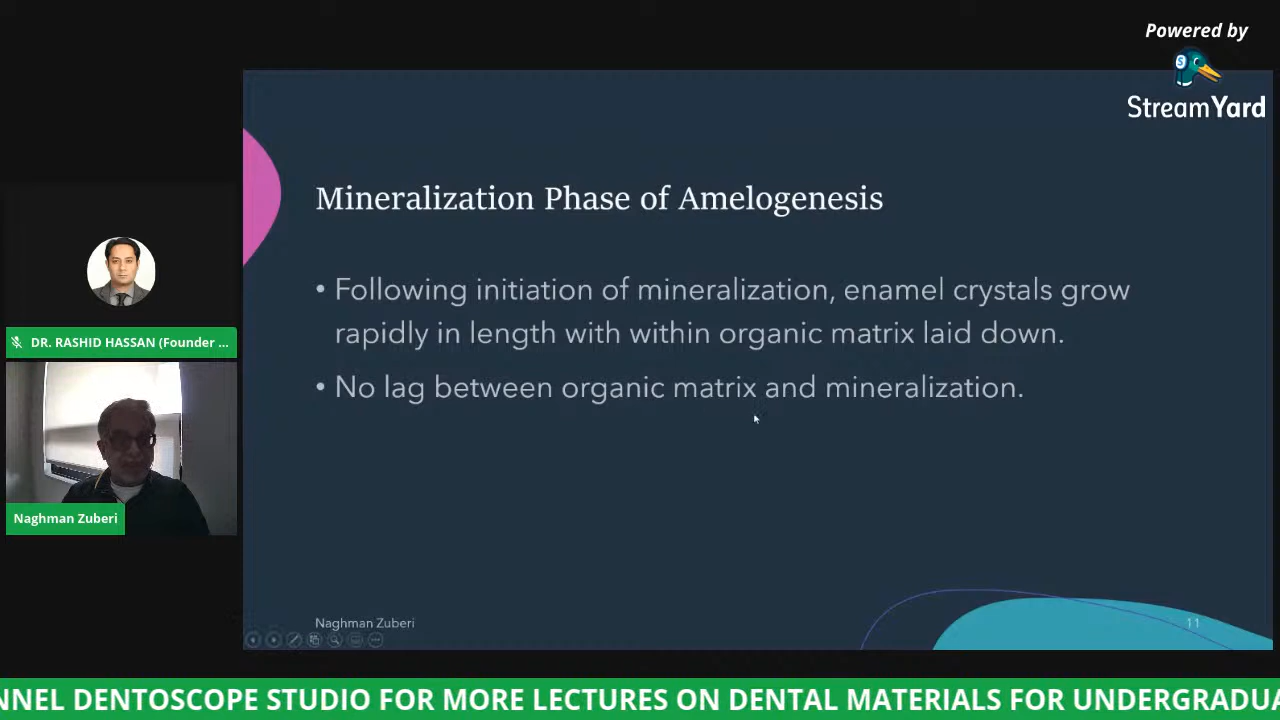 Powered by
StreamYard
Mineralization Phase of Amelogenesis
• Following initiation of mineralization, enamel crystals grow
rapidly in length with within organic matrix laid down.
• No lag between organic matrix and mineralization.
DR. RASHID HASSAN (Founder ...
Naghman Zuberi
Naghman Zuberi
11
NNEL DENTOSCOPE STUDIO FOR MORE LECTURES ON DENTAL MATERIALS FOR UNDERGRADUA